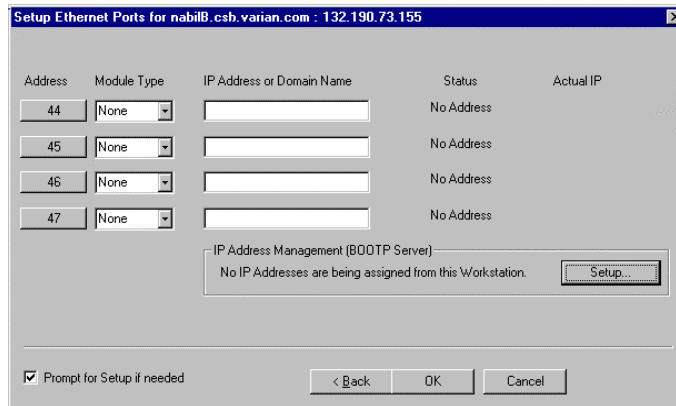 Setup Ethernet Ports for nabilB.csb.varian.com : 132.190.73.155
Address Module Type IP Address or Domain Name Status Actual IP
44 None No Address
45 None No Address
46 None No Address
47 None No Address
IP Address Management (BOOTP Server)
No IP Addresses are being assigned from this Workstation. Setup...
Prompt for Setup if needed < Back OK Cancel